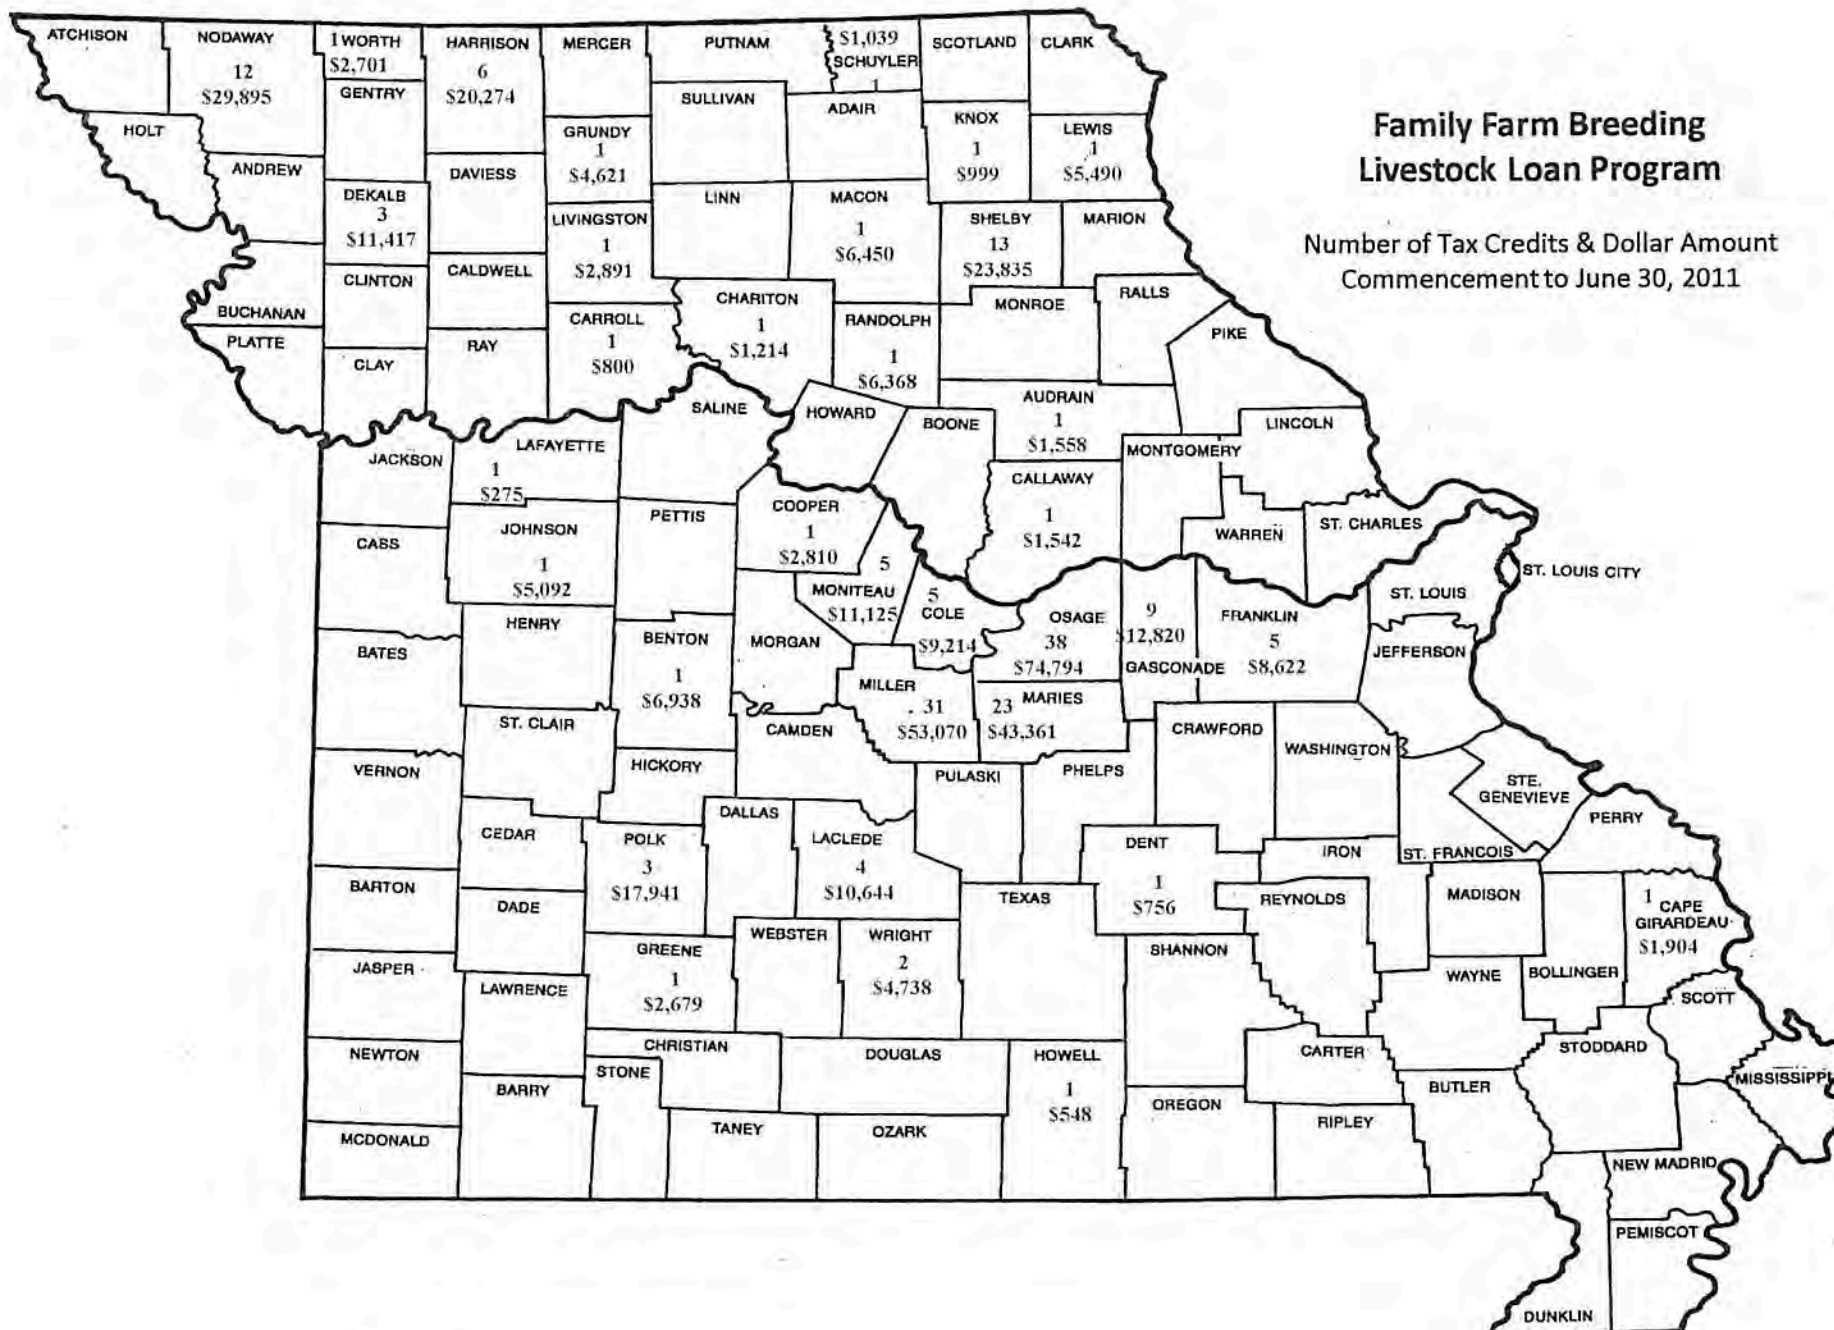 Family Farm Breeding
Livestock Loan Program
Number of Tax Credits & Dollar Amount
Commencement to June 30, 2011
ATCHISON
NODAWAY
12
$29,895
1 WORTH
$2,701
HARRISON
6
$20,274
MERCER
PUTNAM
$1,039
SCHUYLER
1
SCOTLAND
CLARK
GENTRY
SULLIVAN
ADAIR
HOLT
ANDREW
GRUNDY
1
$4,621
KNOX
1
$999
LEWIS
1
$5,490
DAVIESS
DEKALB
3
$11,417
LINN
MACON
1
$6,450
LIVINGSTON
1
$2,891
SHELBY
13
$23,835
MARION
CLINTON
CALDWELL
BUCHANAN
CHARITON
1
$1,214
MONROE
RALLS
PLATTE
CLAY
RAY
CARROLL
1
$800
RANDOLPH
1
$6,368
PIKE
SALINE
HOWARD
BOONE
AUDRAIN
1
$1,558
LINCOLN
JACKSON
LAFAYETTE
1
$275
MONTGOMERY
CALLAWAY
1
$1,542
COOPER
1
$2,810
PETTIS
JOHNSON
1
$5,092
CASS
WARREN
ST. CHARLES
ST. LOUIS CITY
ST. LOUIS
5
MONITEAU
$11,125
5
COLE
$9,214
OSAGE
38
$74,794
9
$12,820
GASCONADE
FRANKLIN
5
$8,622
JEFFERSON
HENRY
BENTON
1
$6,938
MORGAN
BATES
MILLER
31
$53,070
23 MARIES
$43,361
ST. CLAIR
CAMDEN
CRAWFORD
WASHINGTON
HICKORY
VERNON
PULASKI
PHELPS
STE.
GENEVIEVE
PERRY
DALLAS
CEDAR
POLK
3
$17,941
LACLEDE
4
$10,644
DENT
1
$756
IRON
ST. FRANCOIS
BARTON
DADE
TEXAS
REYNOLDS
MADISON
1 CAPE
GIRARDEAU
$1,904
WEBSTER
WRIGHT
2
$4,738
GREENE
1
$2,679
SHANNON
JASPER
LAWRENCE
WAYNE
BOLLINGER
SCOTT
NEWTON
CHRISTIAN
STONE
DOUGLAS
HOWELL
1
$548
CARTER
STODDARD
BARRY
BUTLER
MISSISSIPPI
OREGON
RIPLEY
MCDONALD
TANEY
OZARK
NEW MADRID
PEMISCOT
DUNKLIN